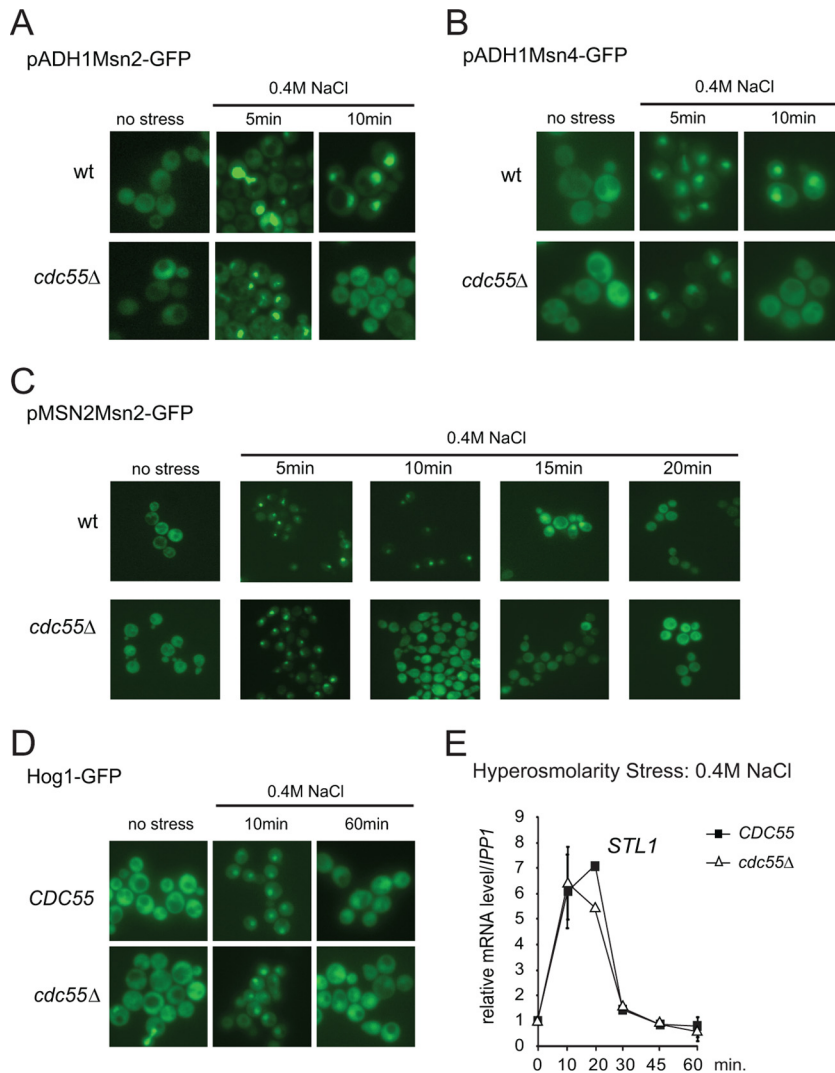 A
pADH1Msn2-GFP
0.4M NaCl
no stress 5min 10min
wt
cdc55Δ
B
pADH1Msn4-GFP
0.4M NaCl
no stress 5min 10min
wt
cdc55Δ
C
pMSN2Msn2-GFP
0.4M NaCl
no stress 5min 10min 15min 20min
wt
cdc55Δ
D
Hog1-GFP
0.4M NaCl
no stress 10min 60min
CDC55
cdc55Δ
E
Hyperosmolarity Stress: 0.4M NaCl
relative mRNA level/IPP1
9
8
7
6
5
4
3
2
1
0
STL1
CDC55
cdc55Δ
0 10 20 30 45 60 min.